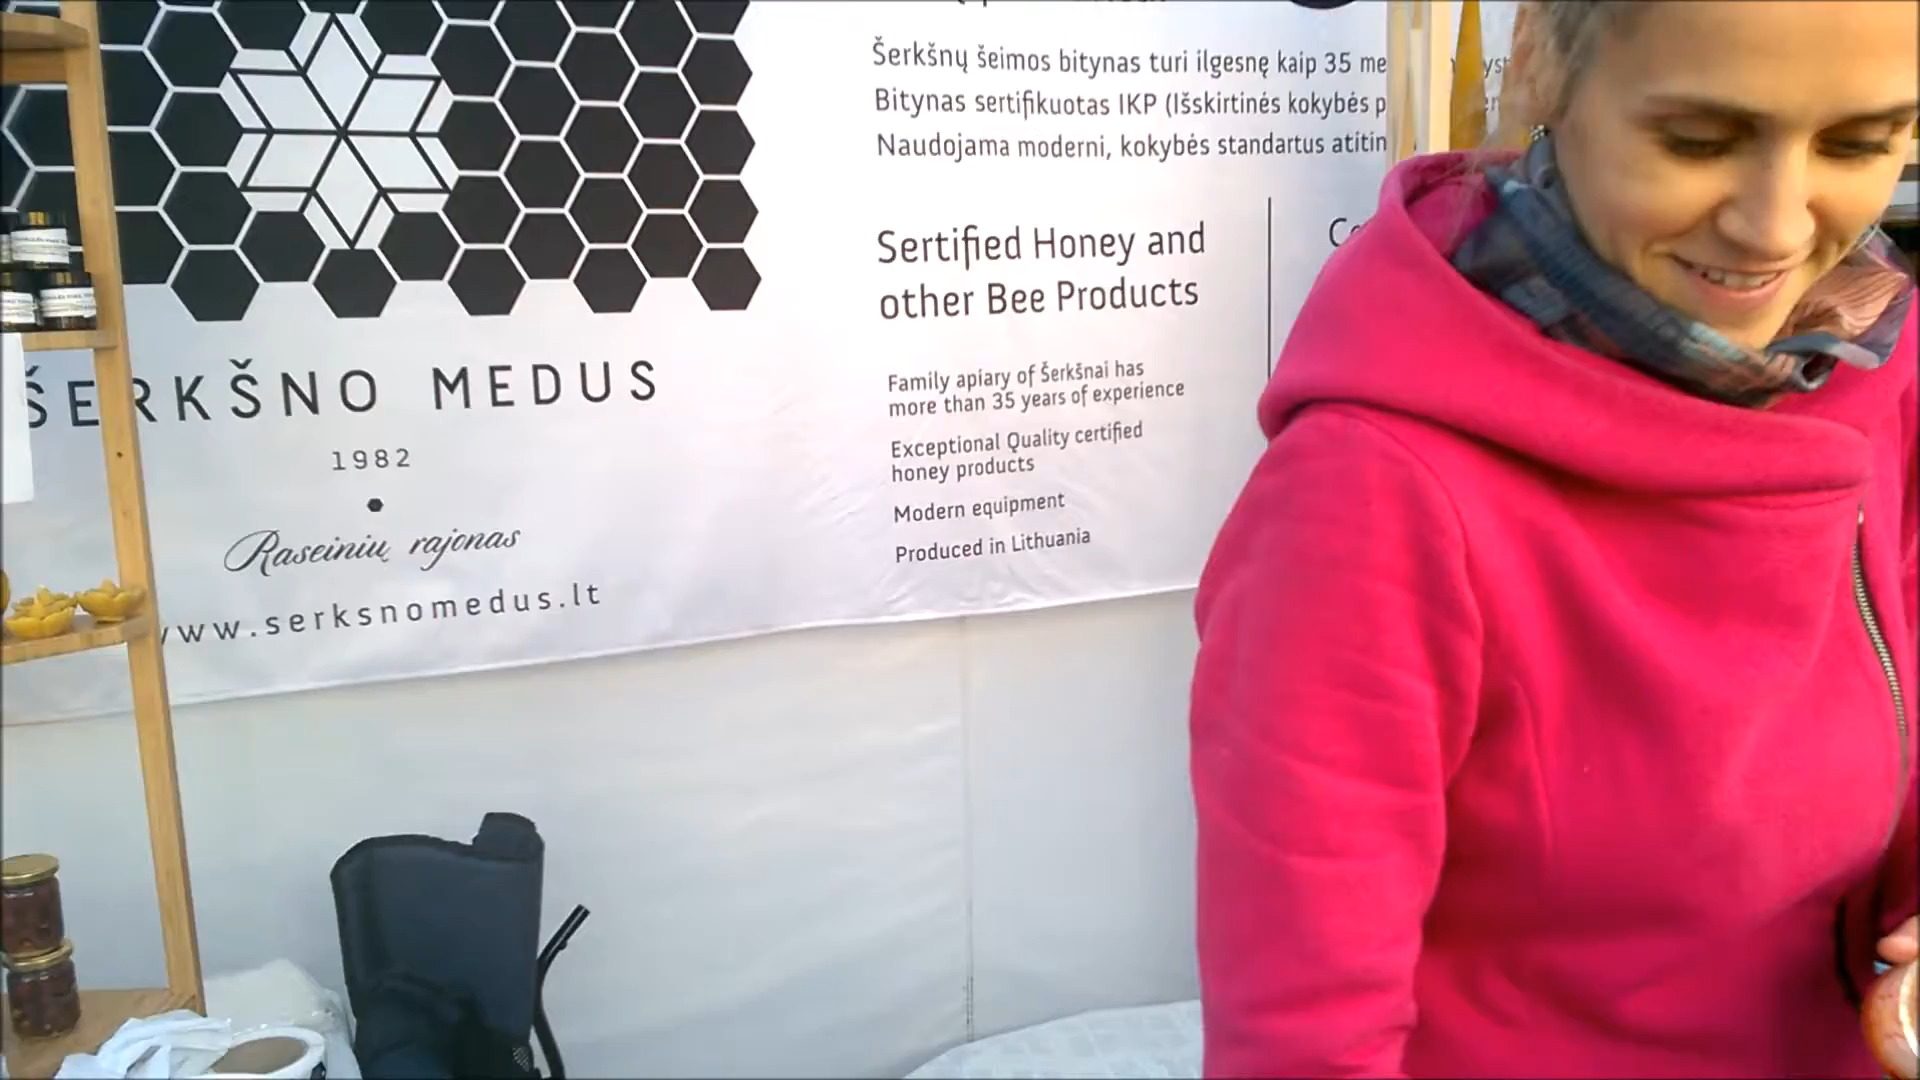 Šerkšnų šeimos bitynas turi ilgesnę kaip 35 me
Bitynas sertifikuotas IKP (Išskirtinės kokybės p
Naudojama moderni, kokybės standartus atitin
Sertified Honey and
other Bee Products
Family apiary of Šerkšnai has
more than 35 years of experience
Exceptional Quality certified
honey products
Modern equipment
Produced in Lithuania
ŠERKŠNO MEDUS
1982
Raseinių rajonas
www.serksnomedus.lt